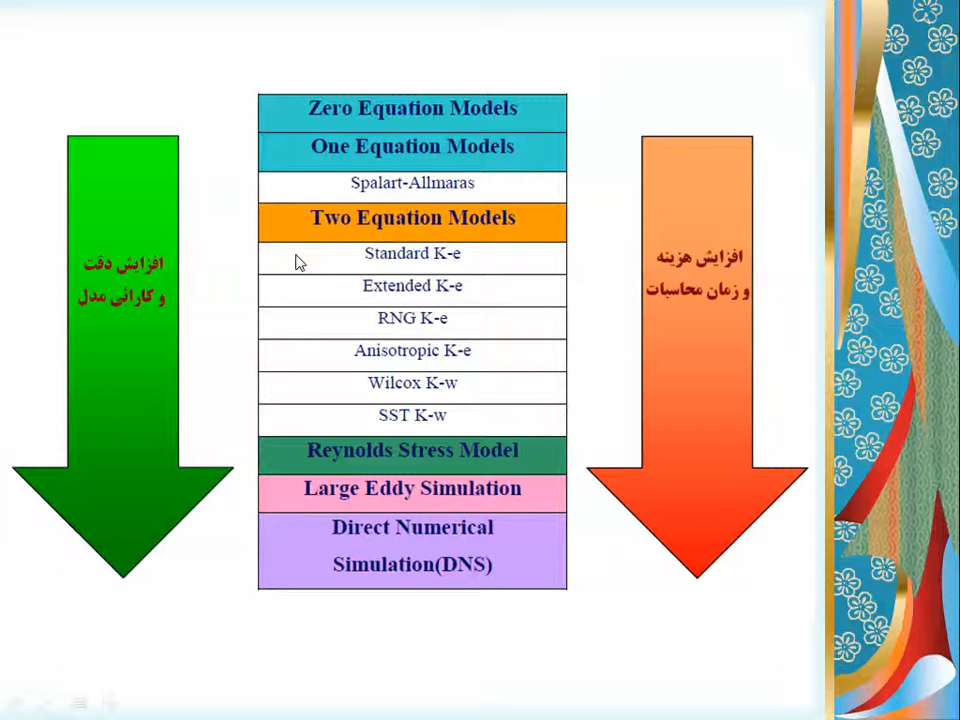 Zero Equation Models
One Equation Models
Spalart-Allmaras
Two Equation Models
Standard K-e
Extended K-e
RNG K-e
Anisotropic K-e
Wilcox K-w
SST K-w
Reynolds Stress Model
Large Eddy Simulation
Direct Numerical
Simulation(DNS)
افزایش دقت
و کارائی مدل
افزایش هزینه
و زمان محاسبات